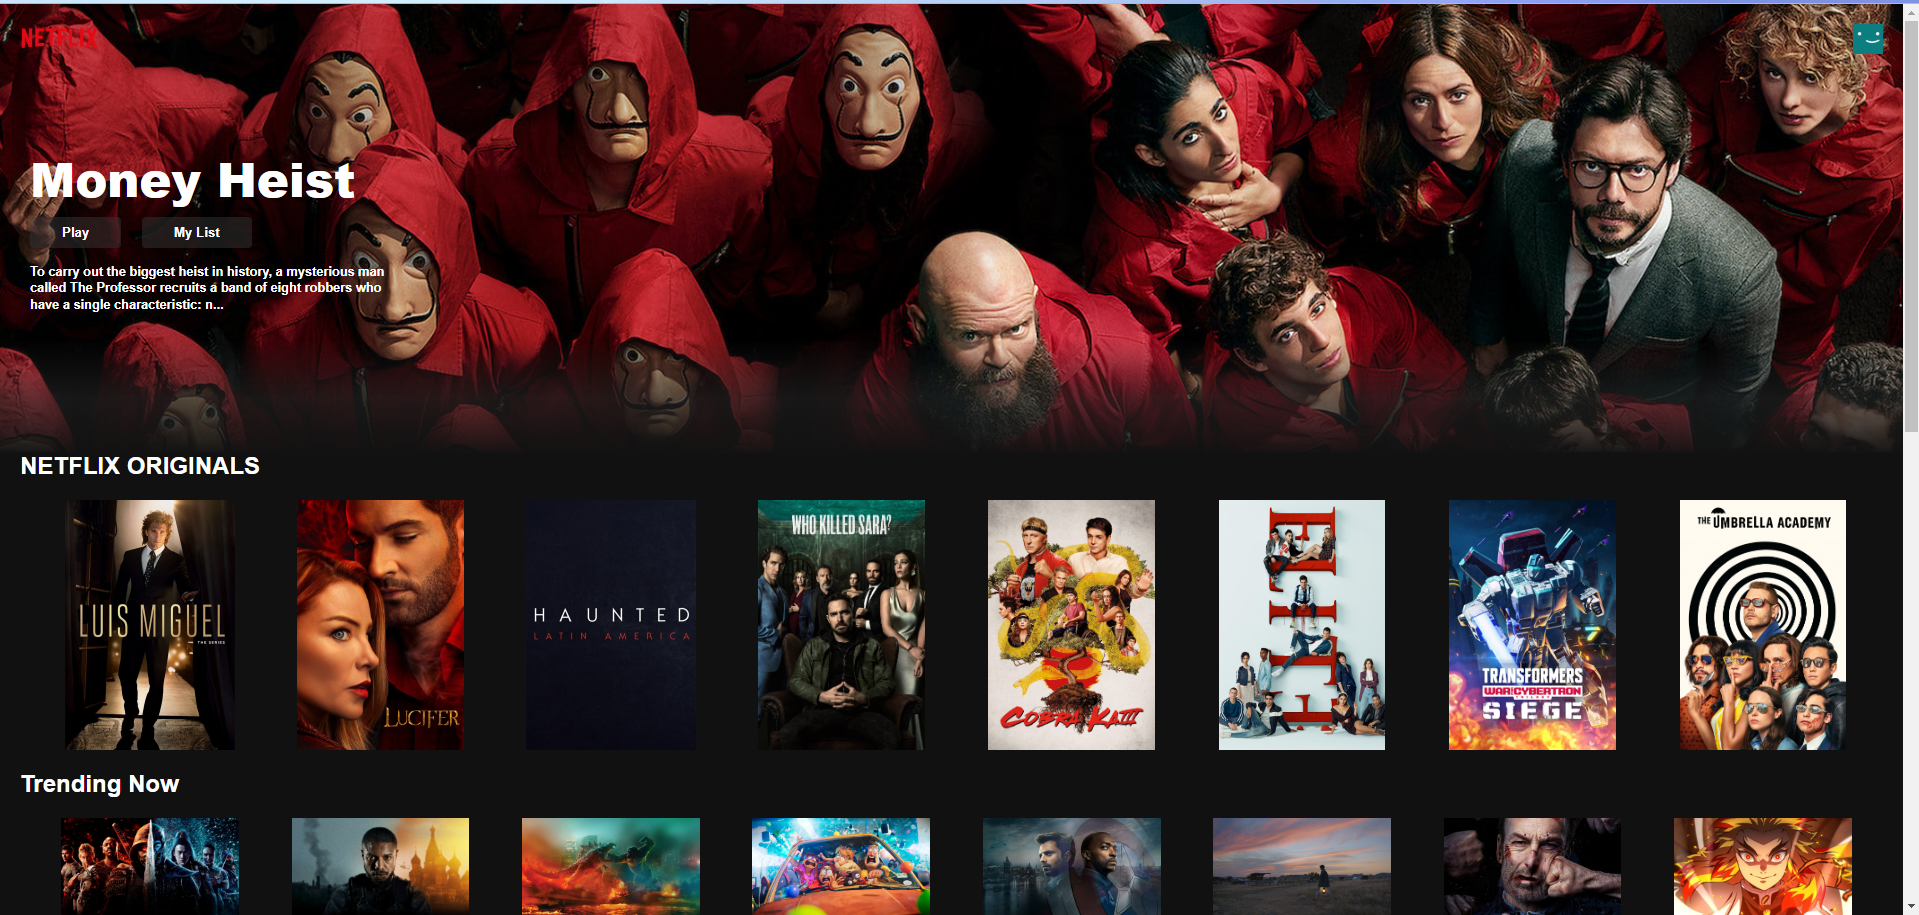 NETFLIX
Money Heist
Play
My List
To carry out the biggest heist in history, a mysterious man
called The Professor recruits a band of eight robbers who
have a single characteristic: n...
NETFLIX ORIGINALS
LUIS MIGUEL
THE SERIES
LUCIFER
HAUNTED
LATIN AMERICA
WHO KILLED SARA?
COBRA KAI III
ELITE
TRANSFORMERS
WAR FOR CYBERTRON
TRILOGY
SIEGE
THE UMBRELLA ACADEMY
Trending Now